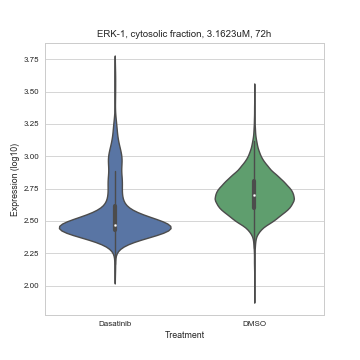 ERK-1, cytosolic fraction, 3.1623uM, 72h
3.75
3.50
3.25
3.00
2.75
2.50
2.25
2.00
Expression (log10)
Dasatinib
DMSO
Treatment